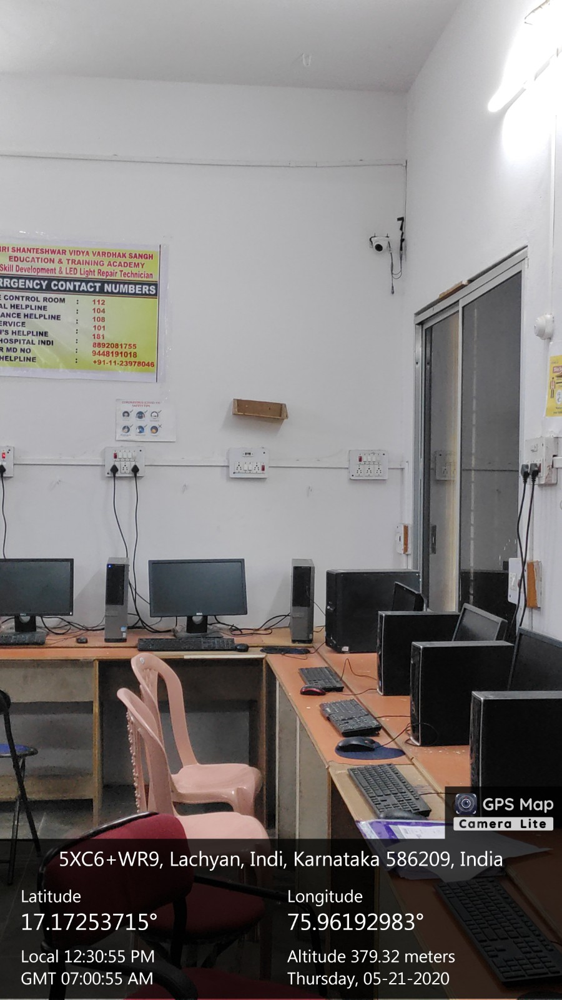 RI SHANTESHWAR VIDYA VARDHAK SANGH
EDUCATION & TRAINING ACADEMY
Skill Development & LED Light Repair Technician
RRGENCY CONTACT NUMBERS
CONTROL ROOM : 112
AL HELPLINE : 104
ANCE HELPLINE : 108
ERVICE : 101
'S HELPLINE : 181
HOSPITAL INDI : 8892081755
R MD NO : 9448191018
HELPLINE : +91-11-23978046
SAFETY TIPS
GPS Map
Camera Lite
5XC6+WR9, Lachyan, Indi, Karnataka 586209, India
Latitude
17.17253715°
Longitude
75.96192983°
Local 12:30:55 PM
GMT 07:00:55 AM
Altitude 379.32 meters
Thursday, 05-21-2020